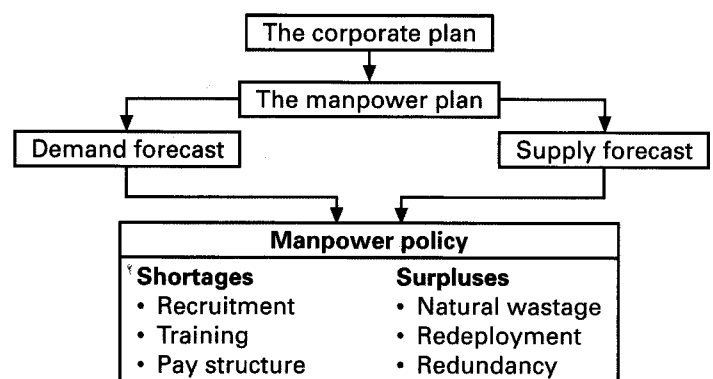 The corporate plan
The manpower plan
Demand forecast
Supply forecast
Manpower policy
Shortages
• Recruitment
• Training
• Pay structure
Surpluses
• Natural wastage
• Redeployment
• Redundancy